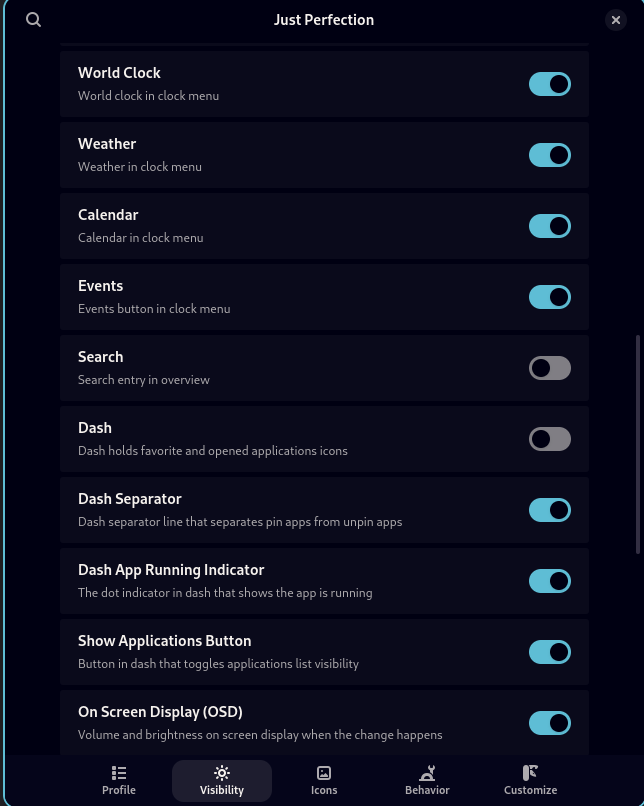 Just Perfection
World Clock
World clock in clock menu
Weather
Weather in clock menu
Calendar
Calendar in clock menu
Events
Events button in clock menu
Search
Search entry in overview
Dash
Dash holds favorite and opened applications icons
Dash Separator
Dash separator line that separates pin apps from unpin apps
Dash App Running Indicator
The dot indicator in dash that shows the app is running
Show Applications Button
Button in dash that toggles applications list visibility
On Screen Display (OSD)
Volume and brightness on screen display when the change happens
Profile
Visibility
Icons
Behavior
Customize